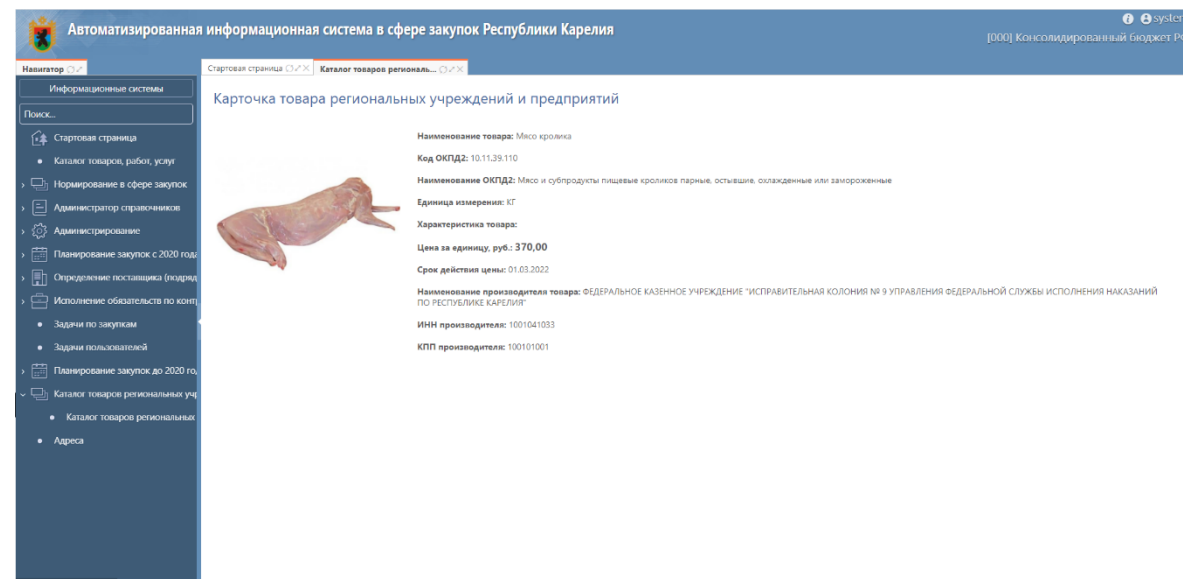 Автоматизированная информационная система в сфере закупок Республики Карелия
system
[000] Консолидированный бюджет РФ
Навигатор
Стартовая страница
Каталог товаров региональ...
Информационные системы
Поиск...
Стартовая страница
Каталог товаров, работ, услуг
Нормирование в сфере закупок
Администратор справочников
Администрирование
Планирование закупок с 2020 года
Определение поставщика (подряд
Исполнение обязательств по конт
Задачи по закупкам
Задачи пользователей
Планирование закупок до 2020 го
Каталог товаров региональных уч
Каталог товаров региональных
Адреса
Карточка товара региональных учреждений и предприятий
Наименование товара: Мясо кролика
Код ОКПД2: 10.11.39.110
Наименование ОКПД2: Мясо и субпродукты пищевые кроликов парные, остывшие, охлажденные или замороженные
Единица измерения: КГ
Характеристика товара:
Цена за единицу, руб.: 370,00
Срок действия цены: 01.03.2022
Наименование производителя товара: ФЕДЕРАЛЬНОЕ КАЗЕННОЕ УЧРЕЖДЕНИЕ "ИСПРАВИТЕЛЬНАЯ КОЛОНИЯ № 9 УПРАВЛЕНИЯ ФЕДЕРАЛЬНОЙ СЛУЖБЫ ИСПОЛНЕНИЯ НАКАЗАНИЙ
ПО РЕСПУБЛИКЕ КАРЕЛИЯ"
ИНН производителя: 1001041033
КПП производителя: 100101001